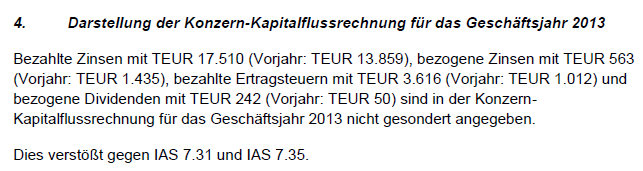 4. Darstellung der Konzern-Kapitalflussrechnung für das Geschäftsjahr 2013
Bezahlte Zinsen mit TEUR 17.510 (Vorjahr: TEUR 13.859), bezogene Zinsen mit TEUR 563
(Vorjahr: TEUR 1.435), bezahlte Ertragsteuern mit TEUR 3.616 (Vorjahr: TEUR 1.012) und
bezogene Dividenden mit TEUR 242 (Vorjahr: TEUR 50) sind in der Konzern-
Kapitalflussrechnung für das Geschäftsjahr 2013 nicht gesondert angegeben.
Dies verstößt gegen IAS 7.31 und IAS 7.35.